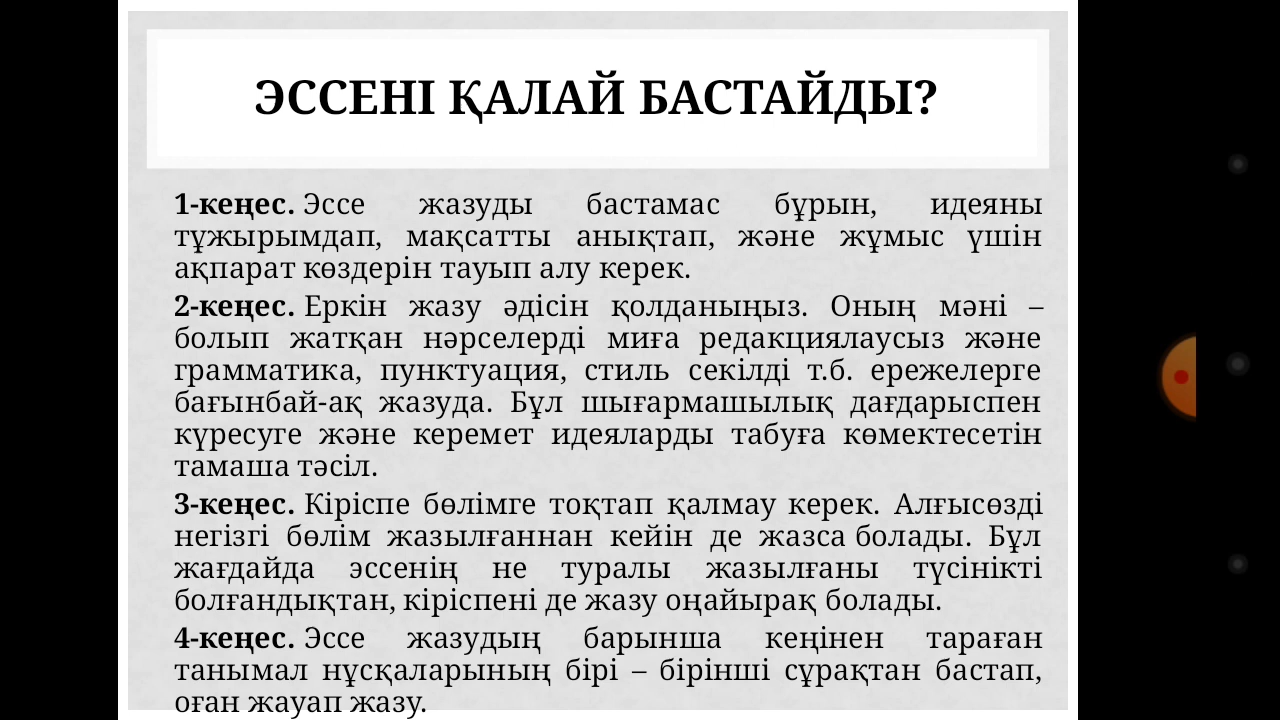 ЭССЕНІ ҚАЛАЙ БАСТАЙДЫ?
1-кеңес. Эссе жазуды бастамас бұрын, идеяны
тұжырымдап, мақсатты анықтап, және жұмыс үшін
ақпарат көздерін тауып алу керек.
2-кеңес. Еркін жазу әдісін қолданыңыз. Оның мәні –
болып жатқан нәрселерді миға редакциялаусыз және
грамматика, пунктуация, стиль секілді т.б. ережелерге
бағынбай-ақ жазуда. Бұл шығармашылық дағдарыспен
күресуге және керемет идеяларды табуға көмектесетін
тамаша тәсіл.
3-кеңес. Кіріспе бөлімге тоқтап қалмау керек. Алғысөзді
негізгі бөлім жазылғаннан кейін де жазса болады. Бұл
жағдайда эссенің не туралы жазылғаны түсінікті
болғандықтан, кіріспені де жазу оңайырақ болады.
4-кеңес. Эссе жазудың барынша кеңінен тараған
танымал нұсқаларының бірі – бірінші сұрақтан бастап,
оған жауап жазу.